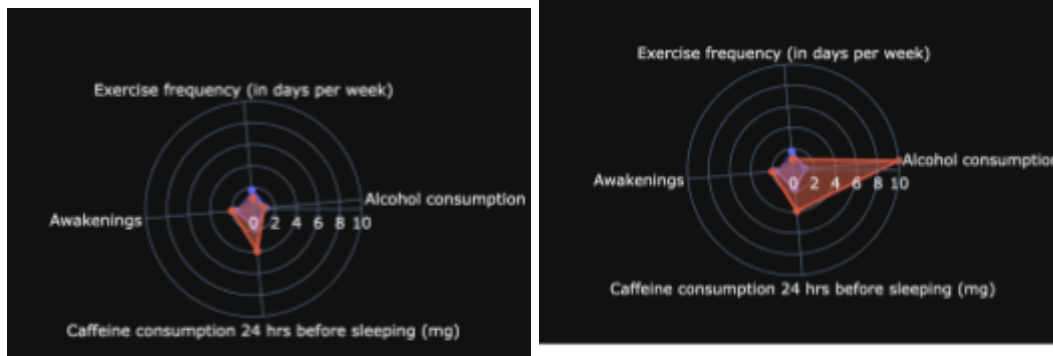 Exercise frequency (in days per week)
Alcohol consumption
Awakenings
0 2 4 6 8 10
Caffeine consumption 24 hrs before sleeping (mg)
Exercise frequency (in days per week)
Alcohol consumption
Awakenings
0 2 4 6 8 10
Caffeine consumption 24 hrs before sleeping (mg)